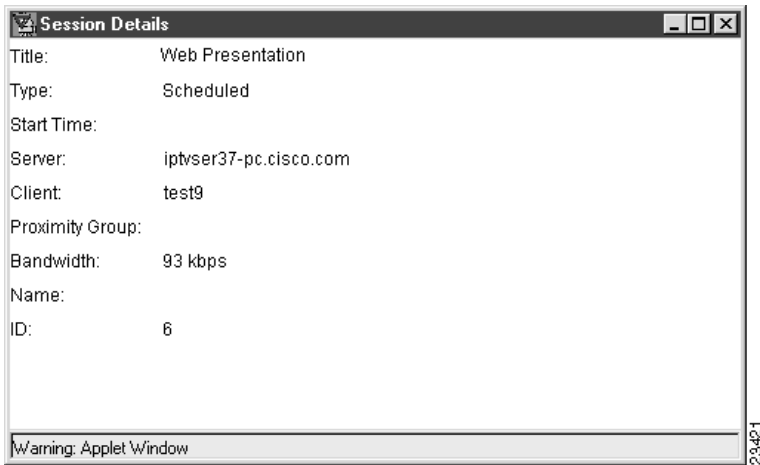 Session Details
Title: Web Presentation
Type: Scheduled
Start Time:
Server: iptvser37-pc.cisco.com
Client: test9
Proximity Group:
Bandwidth: 93 kbps
Name:
ID: 6
Warning: Applet Window
23421